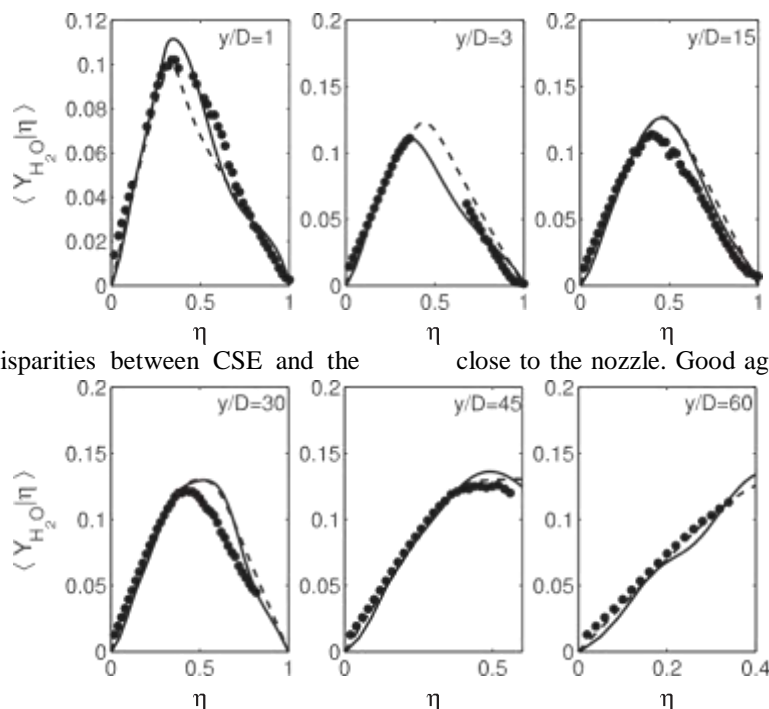 y/D=1 y/D=3 y/D=15
0.12 0.2 0.2
0.1
0.08 0.15 0.15
0.06 0.1 0.1
0.04 0.05 0.05
0.02
0 0 0
⟨ Y_H₂O|η ⟩
0 0.5 1 0 0.5 1 0 0.5 1
η η η
isparities between CSE and the close to the nozzle. Good ag
y/D=30 y/D=45 y/D=60
0.2 0.2 0.2
0.15 0.15 0.15
0.1 0.1 0.1
0.05 0.05 0.05
0 0 0
⟨ Y_H₂O|η ⟩
0 0.5 1 0 0.5 0 0.2 0.4
η η η